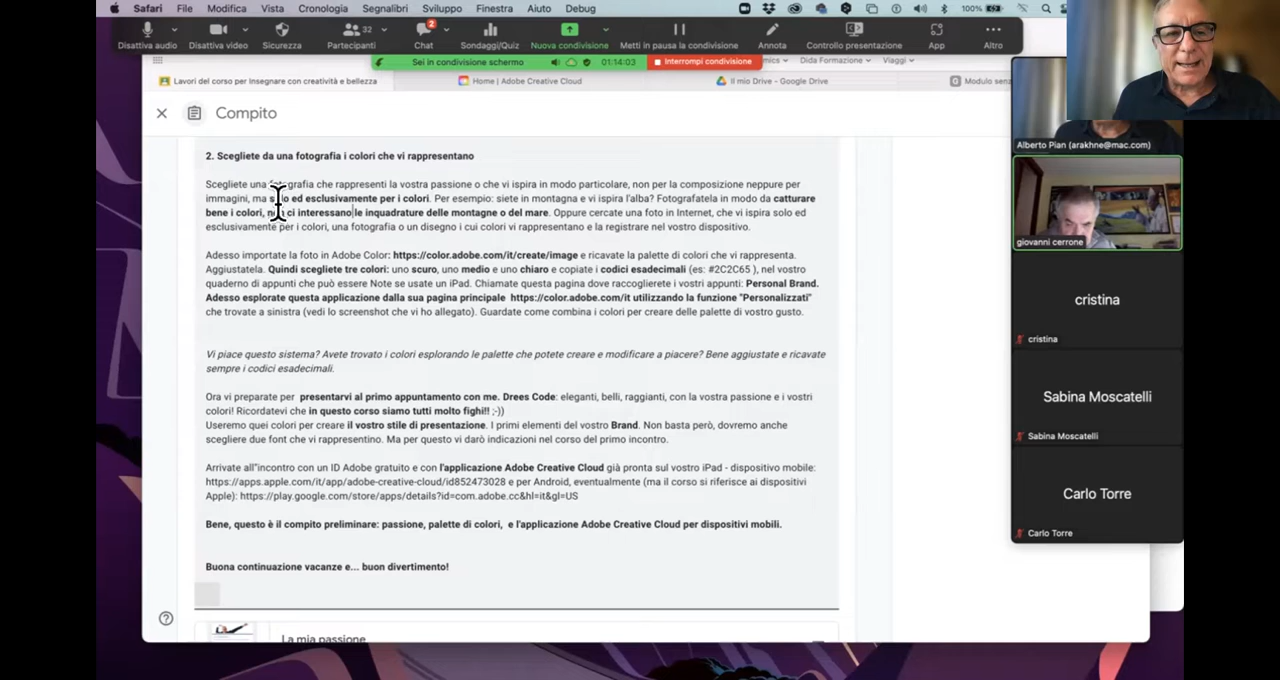 Safari File Modifica Vista Cronologia Segnalibri Sviluppo Finestra Aiuto Debug 100%
32 2
Disattiva audio Disattiva video Sicurezza Partecipanti Chat Sondaggi/Quiz Nuova condivisione Metti in pausa la condivisione Annota Controllo presentazione App Altro
Sei in condivisione schermo 01:14:03 Interrompi condivisione Dida Formazione Viaggi
Lavori del corso per Insegnare con creatività e bellezza Home | Adobe Creative Cloud Il mio Drive - Google Drive Modulo senz
Compito
2. Scegliete da una fotografia i colori che vi rappresentano
Scegliete una fotografia che rappresenti la vostra passione o che vi ispira in modo particolare, non per la composizione neppure per
immagini, ma solo ed esclusivamente per i colori. Per esempio: siete in montagna e vi ispira l'alba? Fotografatela in modo da catturare
bene i colori, non ci interessano le inquadrature delle montagne o del mare. Oppure cercate una foto in Internet, che vi ispira solo ed
esclusivamente per i colori, una fotografia o un disegno i cui colori vi rappresentano e la registrare nel vostro dispositivo.
Adesso importate la foto in Adobe Color: https://color.adobe.com/it/create/image e ricavate la palette di colori che vi rappresenta.
Aggiustatela. Quindi scegliete tre colori: uno scuro, uno medio e uno chiaro e copiate i codici esadecimali (es: #2C2C65 ), nel vostro
quaderno di appunti che può essere Note se usate un iPad. Chiamate questa pagina dove raccoglierete i vostri appunti: Personal Brand.
Adesso esplorate questa applicazione dalla sua pagina principale https://color.adobe.com/it utilizzando la funzione "Personalizzati"
che trovate a sinistra (vedi lo screenshot che vi ho allegato). Guardate come combina i colori per creare delle palette di vostro gusto.
Vi piace questo sistema? Avete trovato i colori esplorando le palette che potete creare e modificare a piacere? Bene aggiustate e ricavate
sempre i codici esadecimali.
Ora vi preparate per presentarvi al primo appuntamento con me. Drees Code: eleganti, belli, raggianti, con la vostra passione e i vostri
colori! Ricordatevi che in questo corso siamo tutti molto fighi!! ;-))
Useremo quei colori per creare il vostro stile di presentazione. I primi elementi del vostro Brand. Non basta però, dovremo anche
scegliere due font che vi rappresentino. Ma per questo vi darò indicazioni nel corso del primo incontro.
Arrivate all"incontro con un ID Adobe gratuito e con l'applicazione Adobe Creative Cloud già pronta sul vostro iPad - dispositivo mobile:
https://apps.apple.com/it/app/adobe-creative-cloud/id852473028 e per Android, eventualmente (ma il corso si riferisce ai dispositivi
Apple): https://play.google.com/store/apps/details?id=com.adobe.cc&hl=it&gl=US
Bene, questo è il compito preliminare: passione, palette di colori, e l'applicazione Adobe Creative Cloud per dispositivi mobili.
Buona continuazione vacanze e... buon divertimento!
La mia passione
Alberto Pian (arakhne@mac.com)
giovanni cerrone
cristina
cristina
Sabina Moscatelli
Sabina Moscatelli
Carlo Torre
Carlo Torre